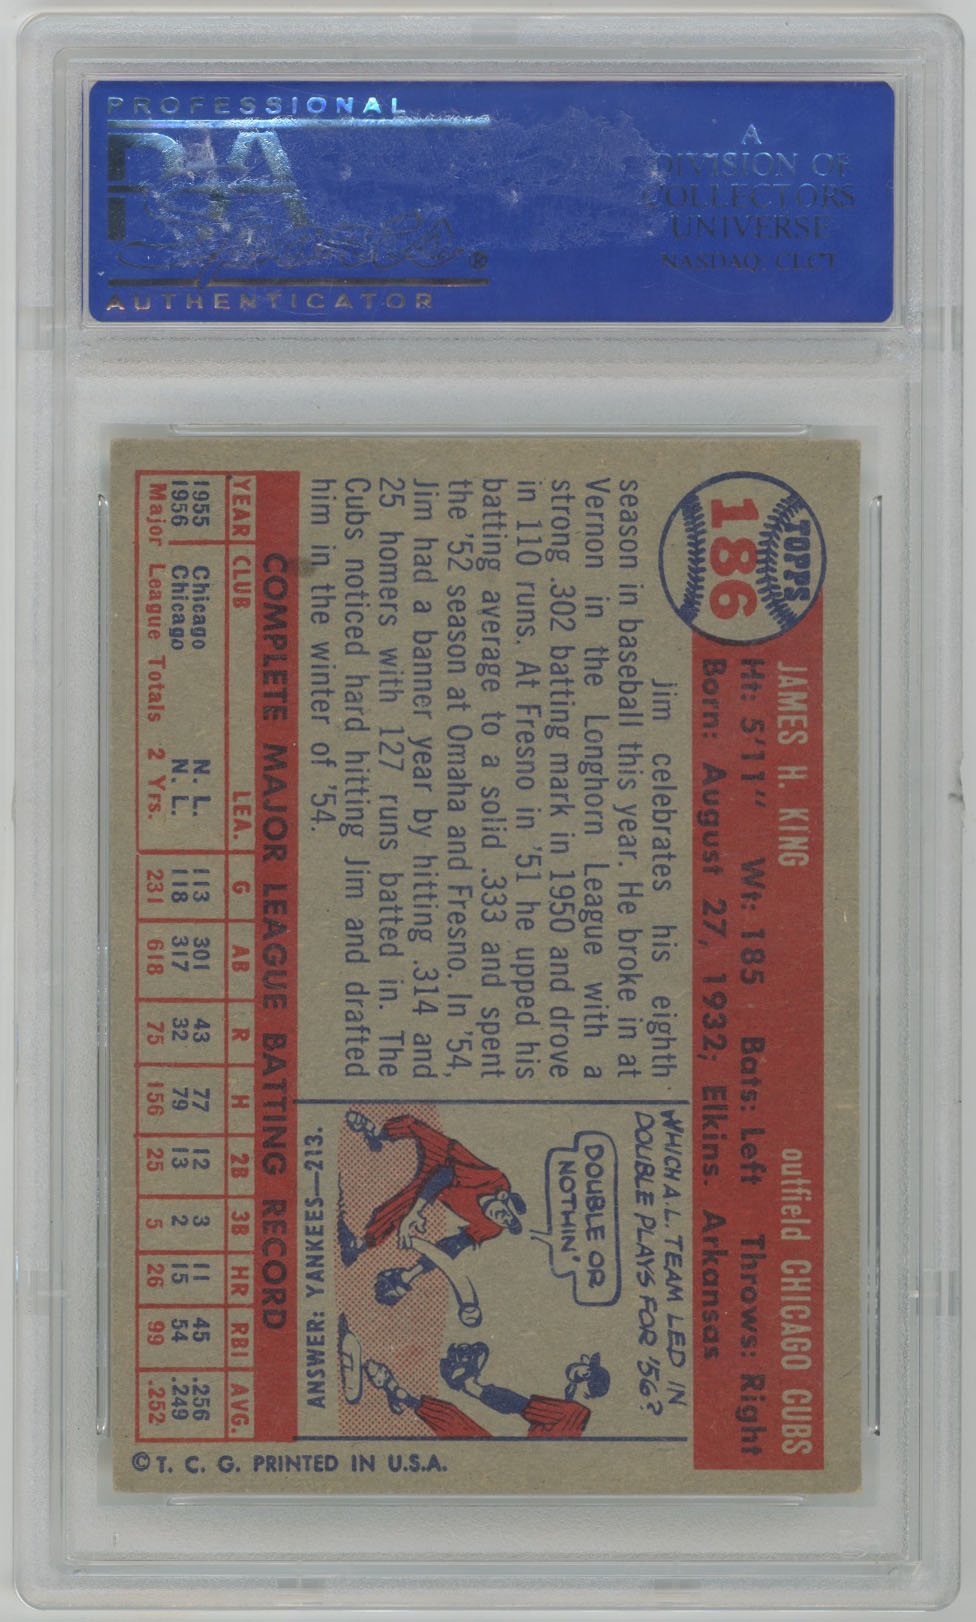 PROFESSIONAL
AUTHENTICATOR
®
A
DIVISION OF
COLLECTORS
UNIVERSE
NASDAQ: CLCT
TOPPS
186
JAMES H. KING outfield CHICAGO CUBS
Ht: 5'11" Wt: 185 Bats: Left Throws: Right
Born: August 27, 1932; Elkins. Arkansas
Jim celebrates his eighth
season in baseball this year. He broke in at
Vernon in the Longhorn League with a
strong .302 batting mark in 1950 and drove
in 110 runs. At Fresno in '51 he upped his
batting average to a solid .333 and spent
the '52 season at Omaha and Fresno. In '54,
Jim had a banner year by hitting .314 and
25 homers with 127 runs batted in. The
Cubs noticed hard hitting Jim and drafted
him in the winter of '54.
WHICH A.L. TEAM LED IN
DOUBLE PLAYS FOR '56?
DOUBLE OR
NOTHIN'
ANSWER: YANKEES—213.
COMPLETE MAJOR LEAGUE BATTING RECORD
YEAR CLUB LEA. G AB R H 2B 3B HR RBI AVG.
1955 Chicago N. L. 113 301 43 77 12 3 11 45 .256
1956 Chicago N. L. 118 317 32 79 13 2 15 54 .249
Major League Totals 2 Yrs. 231 618 75 156 25 5 26 99 .252
© T. C. G. PRINTED IN U.S.A.